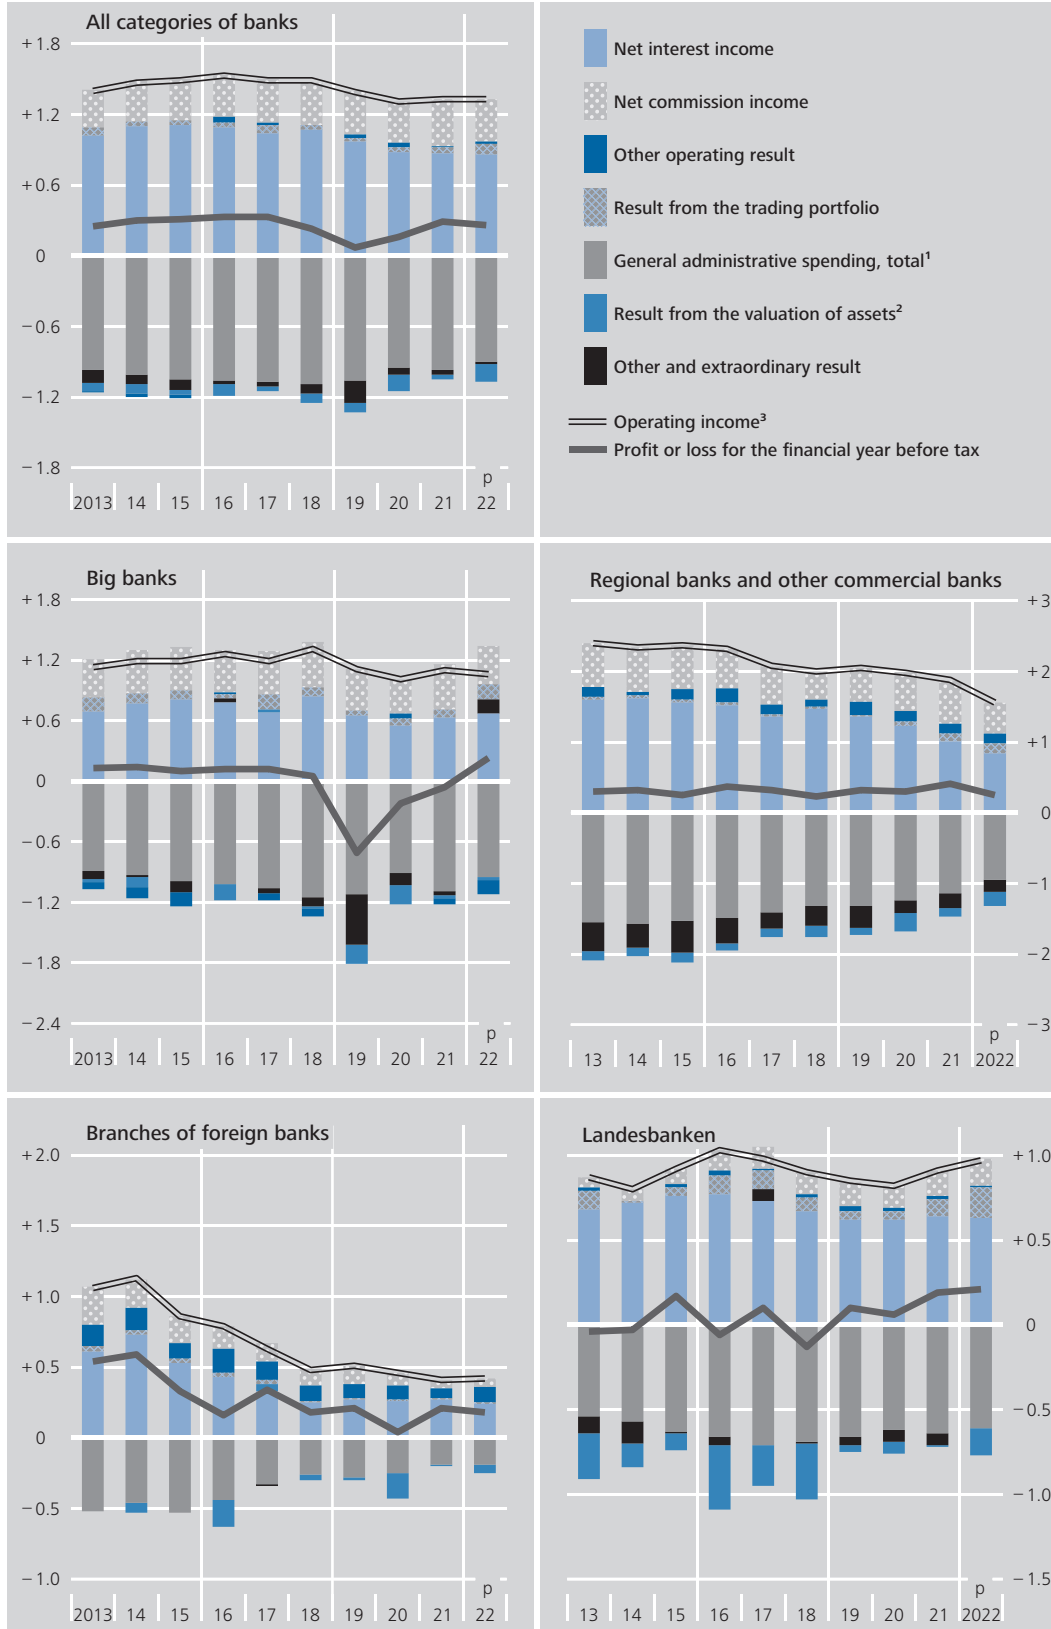 All categories of banks
+ 1.8
+ 1.2
+ 0.6
0
− 0.6
− 1.2
− 1.8
p
2013 14 15 16 17 18 19 20 21 22
Net interest income
Net commission income
Other operating result
Result from the trading portfolio
General administrative spending, total¹
Result from the valuation of assets²
Other and extraordinary result
Operating income³
Profit or loss for the financial year before tax
Big banks
+ 1.8
+ 1.2
+ 0.6
0
− 0.6
− 1.2
− 1.8
− 2.4
p
2013 14 15 16 17 18 19 20 21 22
Regional banks and other commercial banks
+ 3
+ 2
+ 1
0
− 1
− 2
− 3
p
13 14 15 16 17 18 19 20 21 2022
Branches of foreign banks
+ 2.0
+ 1.5
+ 1.0
+ 0.5
0
− 0.5
− 1.0
p
2013 14 15 16 17 18 19 20 21 22
Landesbanken
+ 1.0
+ 0.5
0
− 0.5
− 1.0
− 1.5
p
13 14 15 16 17 18 19 20 21 2022